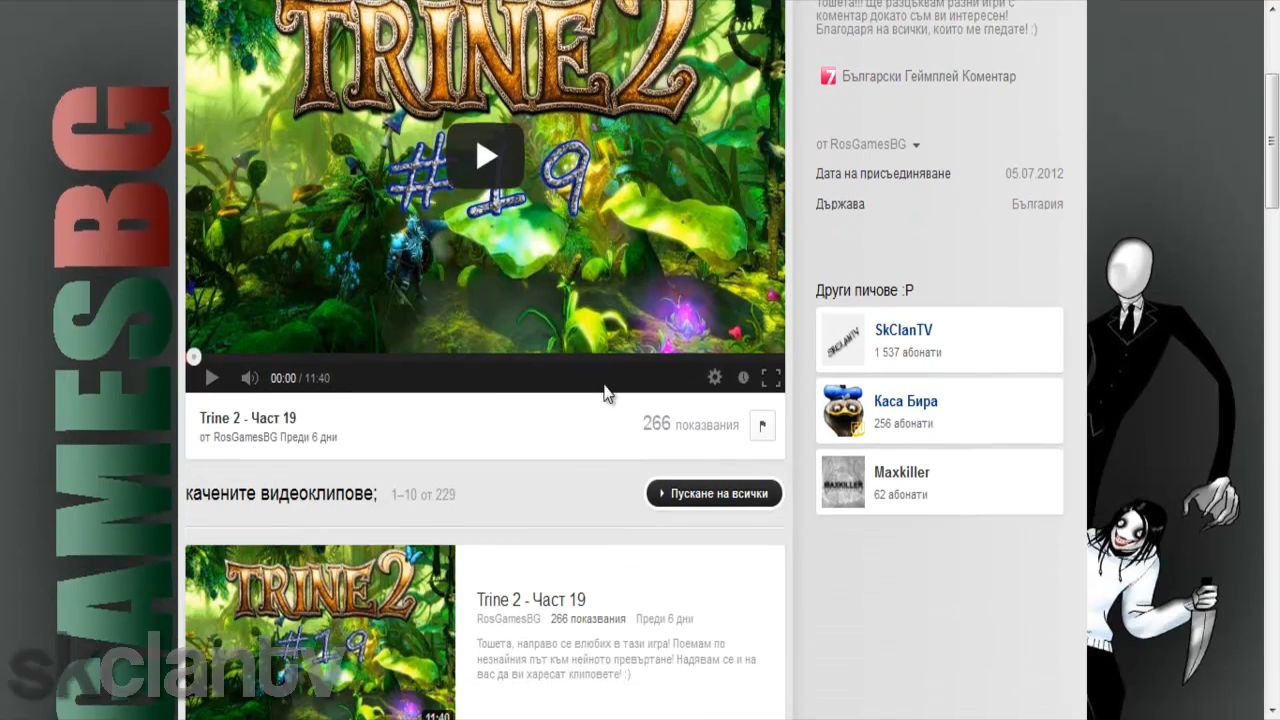 TRINE 2
#19
00:00 / 11:40
Trine 2 - Част 19
от RosGamesBG Преди 6 дни
266 показвания
качените видеоклипове; 1–10 от 229
Пускане на всички
TRINE 2
#19
11:40
Trine 2 - Част 19
RosGamesBG 266 показвания Преди 6 дни
Тошета, направо се влюбих в тази игра! Поемам по
незнайния път към нейното превъртане! Надявам се и на
вас да ви харесат клиповете! :)
Тошета!!! Ще разцъквам разни игри с
коментар докато съм ви интересен!
Благодаря на всички, които ме гледате! :)
7 Български Геймплей Коментар
от RosGamesBG
Дата на присъединяване 05.07.2012
Държава България
Други пичове :P
SKCLANTV
SkClanTV
1 537 абонати
Каса Бира
256 абонати
MAXKILLER
Maxkiller
62 абонати
GAMESBG
skclantv